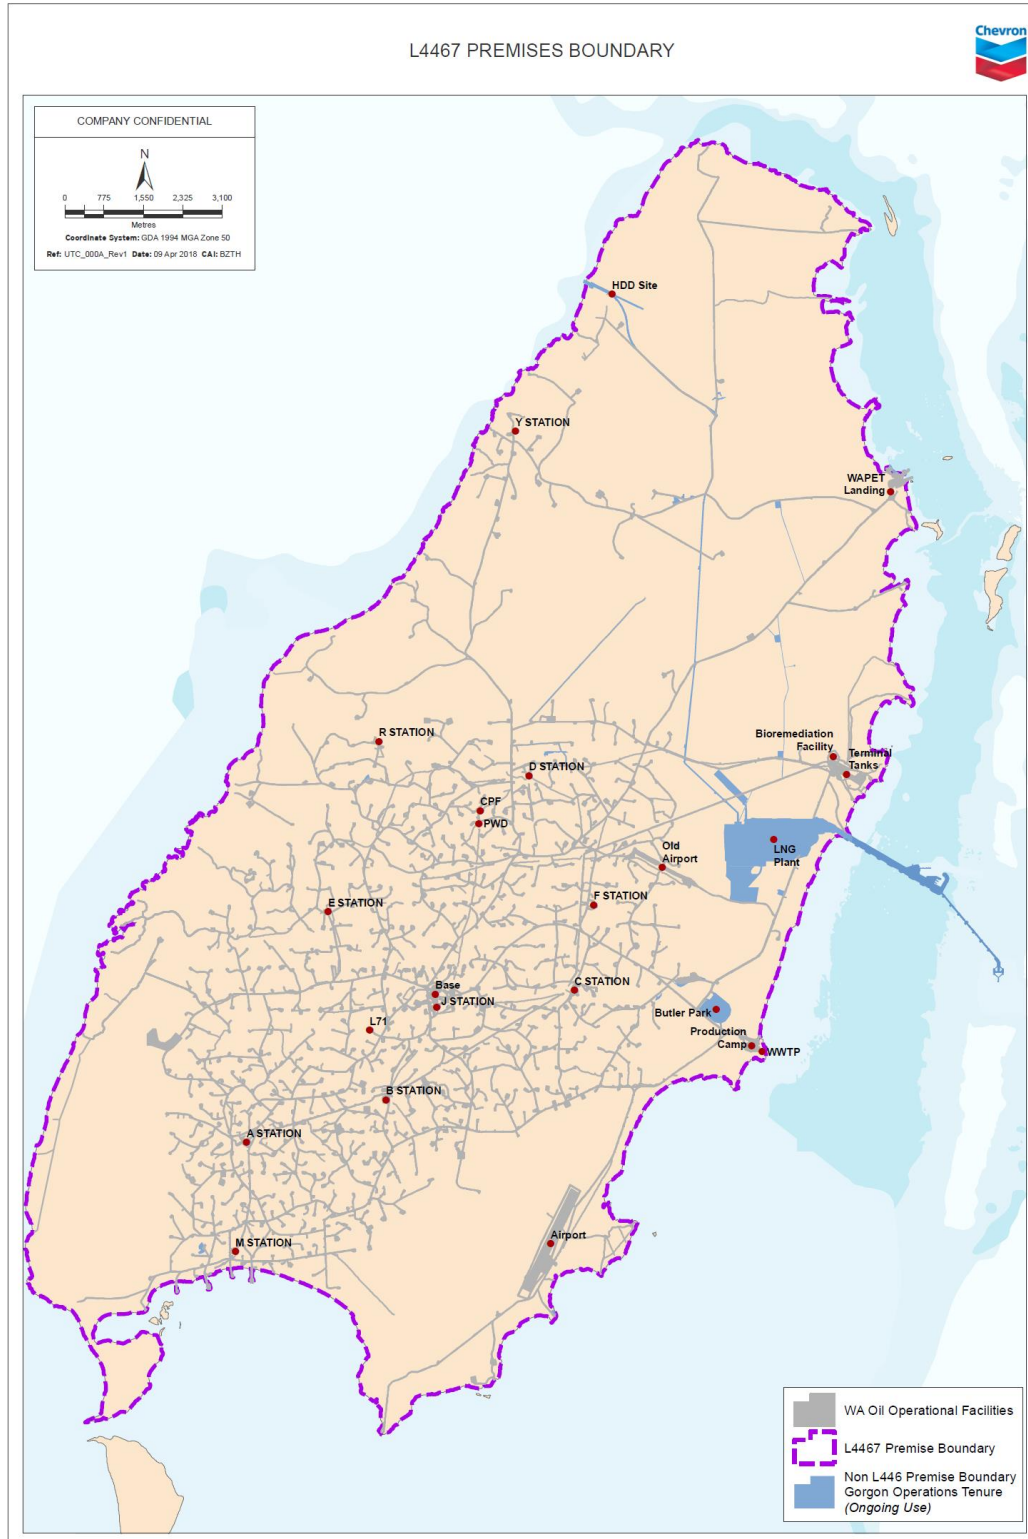 L4467 PREMISES BOUNDARY
Chevron
COMPANY CONFIDENTIAL
N
0 775 1,550 2,325 3,100
Metres
Coordinate System: GDA 1994 MGA Zone 50
Ref: UTC_000A_Rev1 Date: 09 Apr 2018 CAI: BZTH
HDD Site
Y STATION
WAPET
Landing
R STATION
Bioremediation
Facility
Terminal
Tanks
D STATION
CPF
PWD
Old
Airport
LNG
Plant
F STATION
E STATION
Base
J STATION
C STATION
Butler Park
L71
Production
Camp
WWTP
B STATION
A STATION
Airport
M STATION
WA Oil Operational Facilities
L4467 Premise Boundary
Non L446 Premise Boundary
Gorgon Operations Tenure
(Ongoing Use)